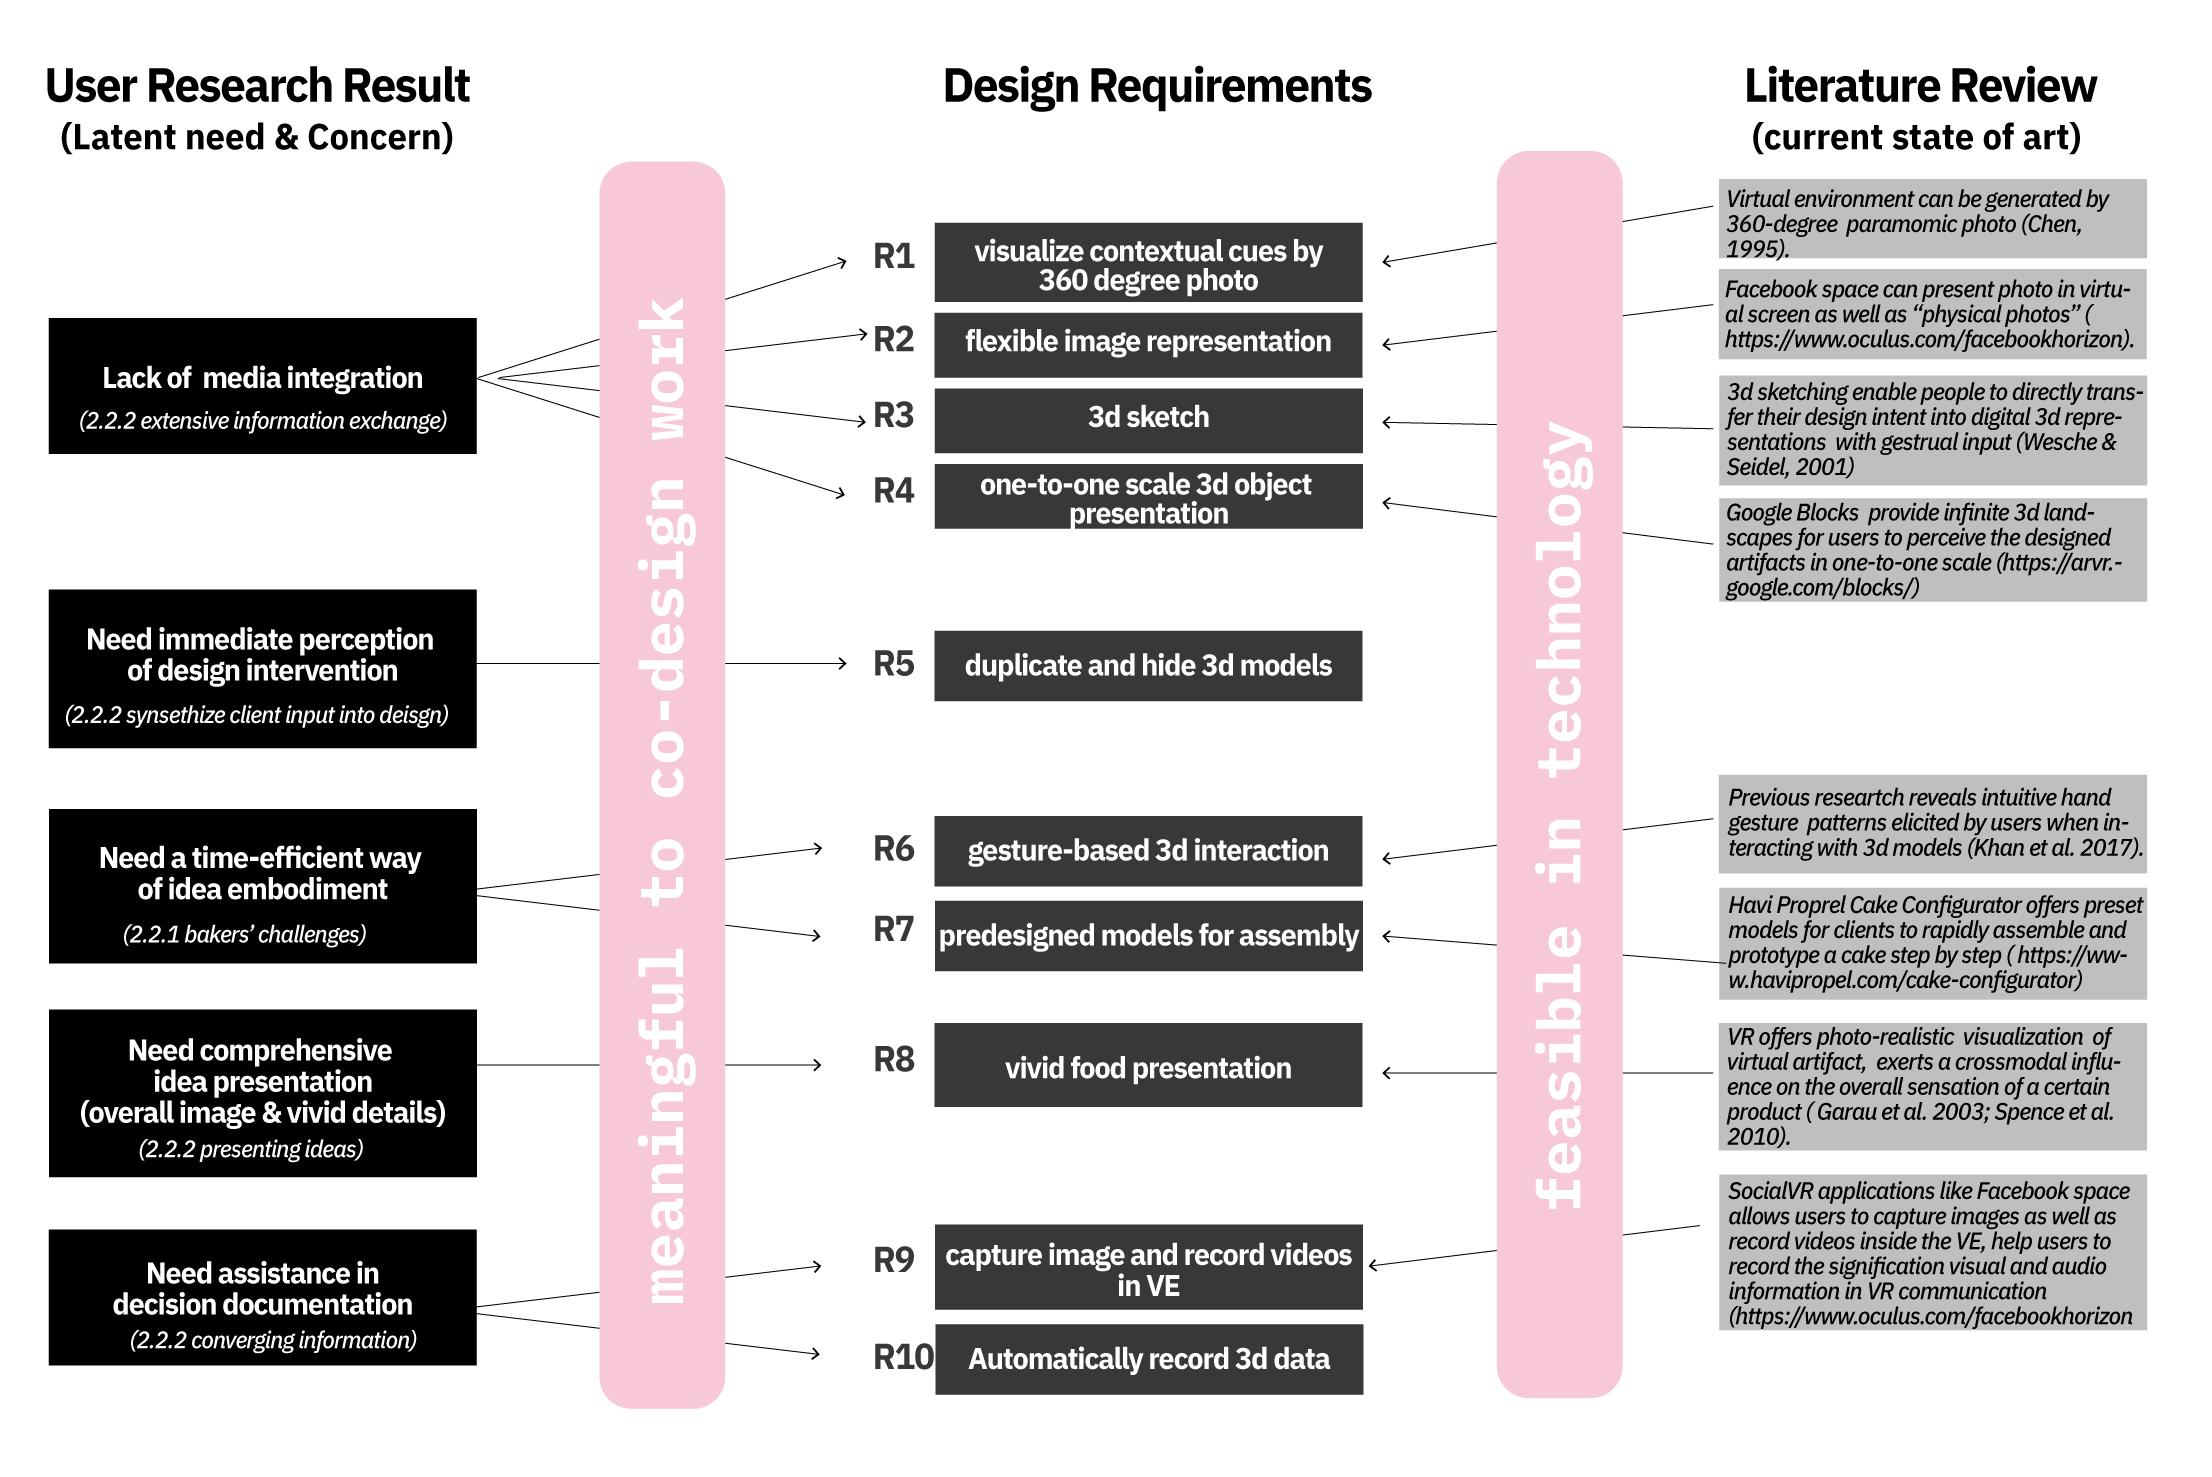 User Research Result
(Latent need & Concern)
Lack of  media integration
(2.2.2 extensive information exchange)
Need immediate perception
of design intervention
(2.2.2 synsethize client input into deisgn)
Need a time-efficient way
of idea embodiment
(2.2.1 bakers’ challenges)
Need comprehensive
idea presentation
(overall image & vivid details)
(2.2.2 presenting ideas)
Need assistance in
decision documentation
(2.2.2 converging information)
meaningful to co-design work
Design Requirements
R1
visualize contextual cues by
360 degree photo
R2
flexible image representation
R3
3d sketch
R4
one-to-one scale 3d object
presentation
R5
duplicate and hide 3d models
R6
gesture-based 3d interaction
R7
predesigned models for assembly
R8
vivid food presentation
R9
capture image and record videos
in VE
R10
Automatically record 3d data
feasible in technology
Literature Review
(current state of art)
Virtual environment can be generated by
360-degree  paramomic photo (Chen,
1995).
Facebook space can present photo in virtu-
al screen as well as “physical photos” (
https://www.oculus.com/facebookhorizon).
3d sketching enable people to directly trans-
fer their design intent into digital 3d repre-
sentations  with gestrual input (Wesche &
Seidel, 2001)
Google Blocks  provide infinite 3d land-
scapes for users to perceive the designed
artifacts in one-to-one scale (https://arvr.-
google.com/blocks/)
Previous researtch reveals intuitive hand
gesture  patterns elicited by users when in-
teracting with 3d models (Khan et al. 2017).
Havi Proprel Cake Configurator offers preset
models for clients to rapidly assemble and
prototype a cake step by step ( https://ww-
w.havipropel.com/cake-configurator)
VR offers photo-realistic  visualization  of
virtual artifact,  exerts a crossmodal influ-
ence on the overall sensation of a certain
product ( Garau et al. 2003; Spence et al.
2010).
SocialVR applications like Facebook space
allows users to capture images as well as
record videos inside the VE, help users to
record the signification visual and audio
information in VR communication
(https://www.oculus.com/facebookhorizon